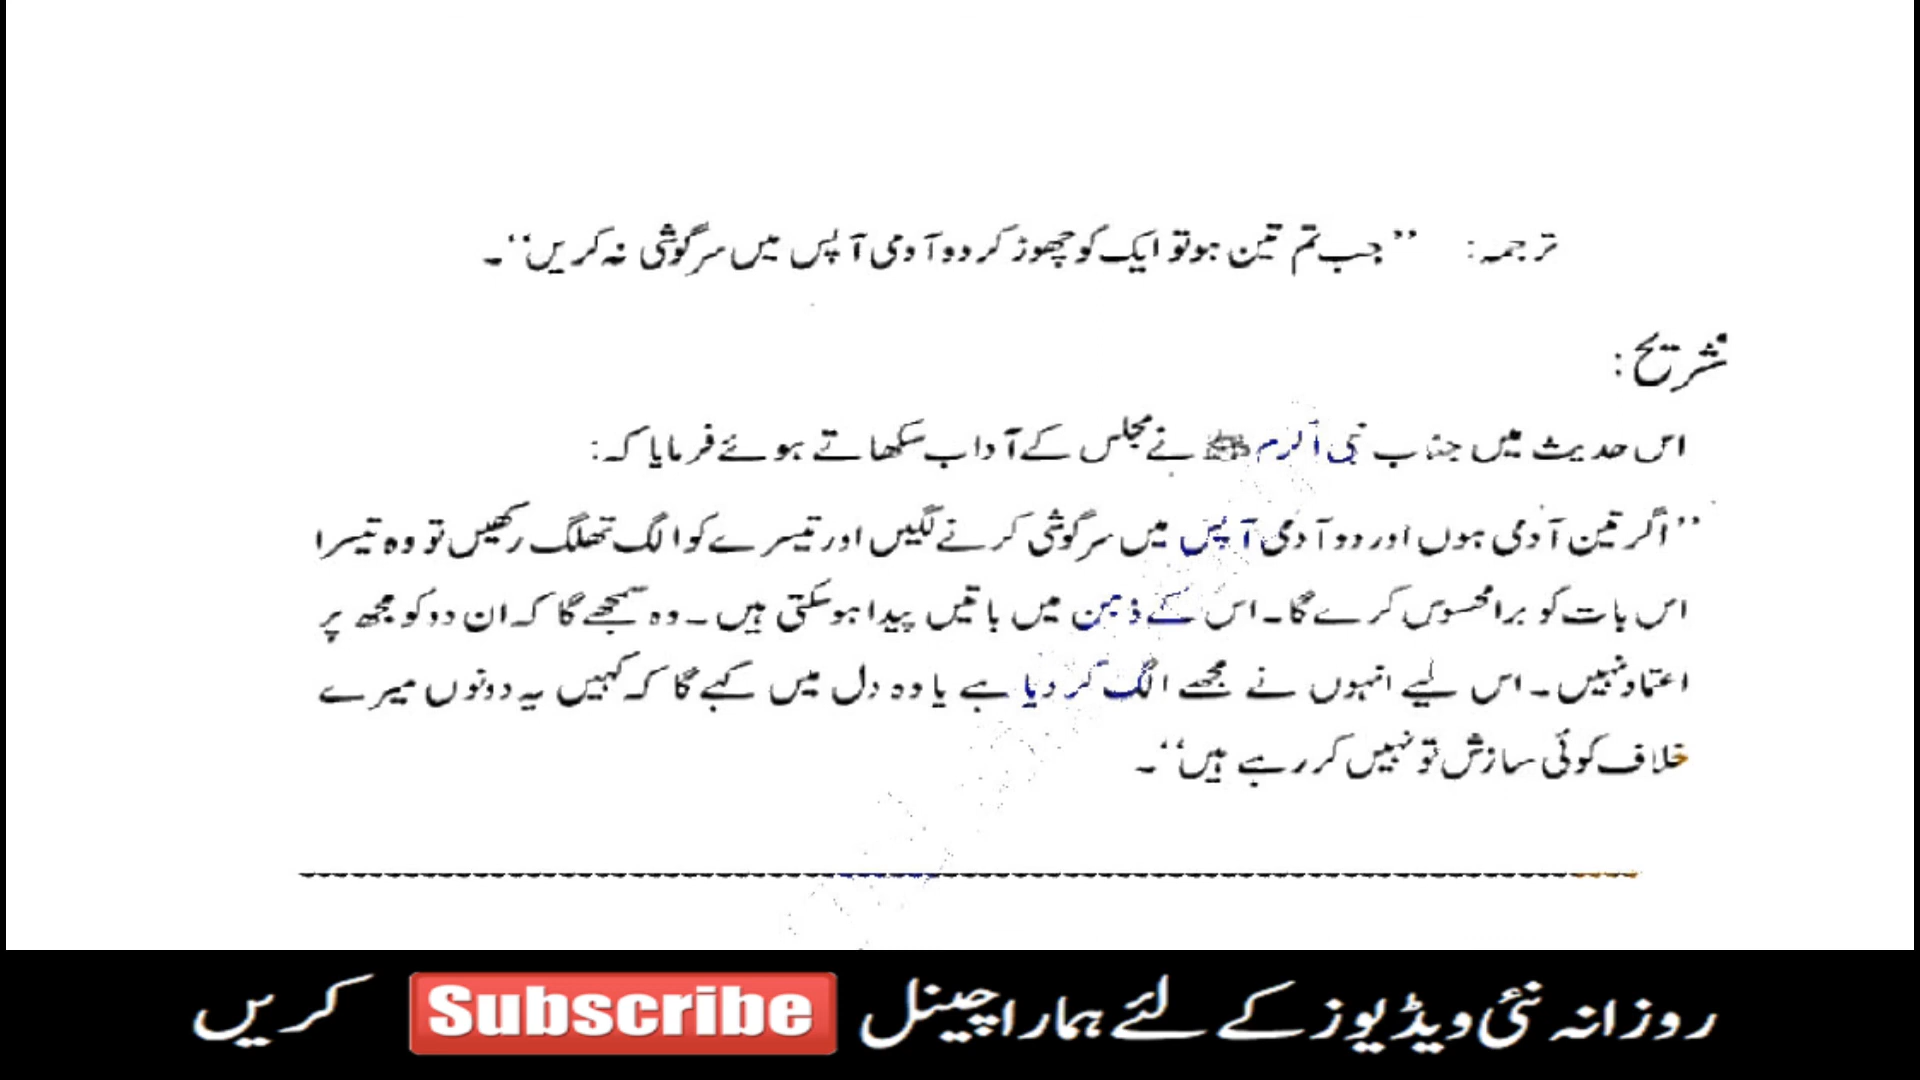 ترجمہ: ’’جب تم تین ہو تو ایک کو چھوڑ کر دو آدمی آپس میں سرگوشی نہ کریں‘‘۔
تشریح:
اس حدیث میں جناب نبی اکرم ﷺ نے مجلس کے آداب سکھاتے ہوئے فرمایا کہ:
’’اگر تین آدمی ہوں اور دو آدمی آپس میں سرگوشی کرنے لگیں اور تیسرے کو الگ تھلگ رکھیں تو وہ تیسرا
اس بات کو برا محسوس کرے گا۔ اس کے ذہن میں باتیں پیدا ہوسکتی ہیں۔ وہ سمجھے گا کہ ان دو کو مجھ پر
اعتماد نہیں۔ اس لیے انہوں نے مجھے الگ کر دیا ہے یا وہ دل میں کہے گا کہ کہیں یہ دونوں میرے
خلاف کوئی سازش تو نہیں کر رہے ہیں‘‘۔
روزانہ نئی ویڈیوز کے لئے ہمارا چینل Subscribe کریں